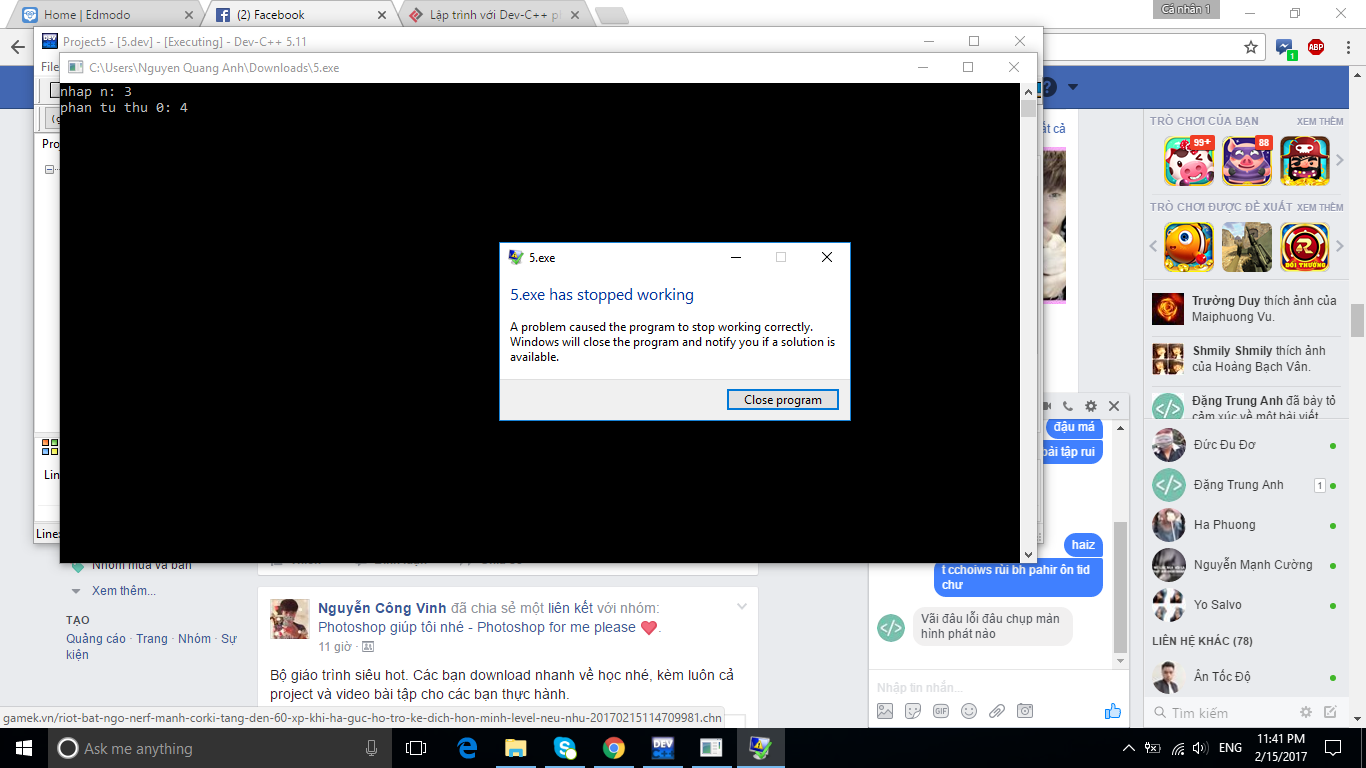 Home | Edmodo
(2) Facebook
Lập trình với Dev-C++ p
Cá nhân 1
Project5 - [5.dev] - [Executing] - Dev-C++ 5.11
File
C:\Users\Nguyen Quang Anh\Downloads\5.exe
nhap n: 3
phan tu thu 0: 4
ABP
1
Proj
5.exe
5.exe has stopped working
A problem caused the program to stop working correctly.
Windows will close the program and notify you if a solution is
available.
Close program
Line
ất cả
TRÒ CHƠI CỦA BẠN
XEM THÊM
99+
88
TRÒ CHƠI ĐƯỢC ĐỀ XUẤT
XEM THÊM
ĐỔI THƯỞNG
Trường Duy thích ảnh của
Maiphuong Vu.
Shmily Shmily thích ảnh
của Hoàng Bạch Vân.
Đặng Trung Anh đã bày tỏ
cảm xúc về một bài viết
Đức Đu Đơ
Đặng Trung Anh
1
Ha Phuong
Nguyễn Mạnh Cường
Yo Salvo
LIÊN HỆ KHÁC (78)
Ân Tốc Độ
Tìm kiếm
đậu má
bài tập rui
haiz
t cchoiws rủi bh pahir ôn tid
chư
Vãi đâu lỗi đâu chụp màn
hình phát nào
Nhập tin nhắn...
GIF
Nhóm mua và bán
Xem thêm...
TẠO
Quảng cáo · Trang · Nhóm · Sự
kiện
Nguyễn Công Vinh đã chia sẻ một liên kết với nhóm:
Photoshop giúp tôi nhé - Photoshop for me please ❤.
11 giờ ·
Bộ giáo trình siêu hot. Các bạn download nhanh về học nhé, kèm luôn cả
project và video bài tập cho các bạn thực hành.
gamek.vn/riot-bat-ngo-nerf-manh-corki-tang-den-60-xp-khi-ha-guc-ho-tro-ke-dich-hon-minh-level-neu-nhu-20170215114709981.chn
Ask me anything
DEV
ENG
11:41 PM
2/15/2017